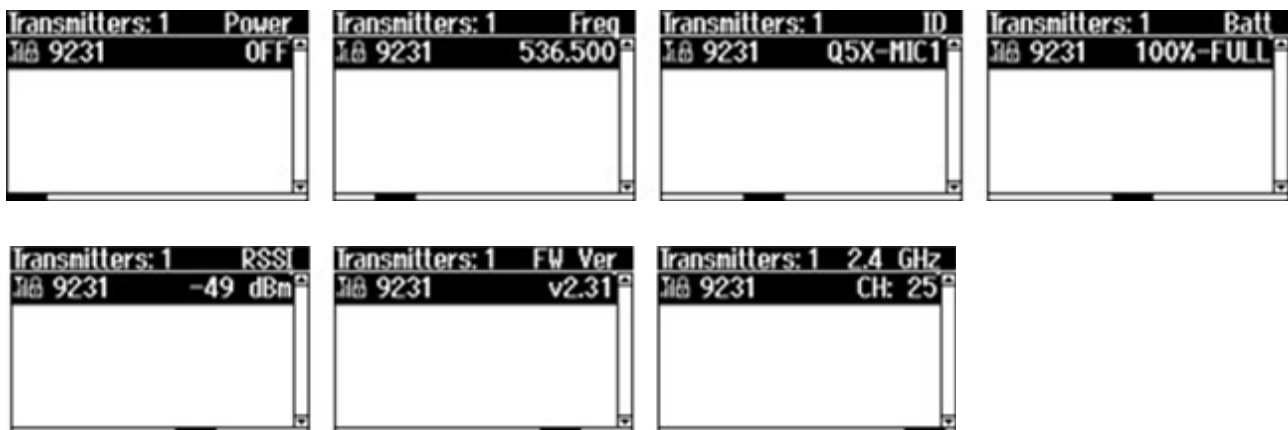 Transmitters: 1 Power
9231 OFF
Transmitters: 1 Freq
9231 536.500
Transmitters: 1 ID
9231 Q5X-MIC1
Transmitters: 1 Batt
9231 100%-FULL
Transmitters: 1 RSSI
9231 -49 dBm
Transmitters: 1 FW Ver
9231 v2.31
Transmitters: 1 2.4 GHz
9231 CH: 25